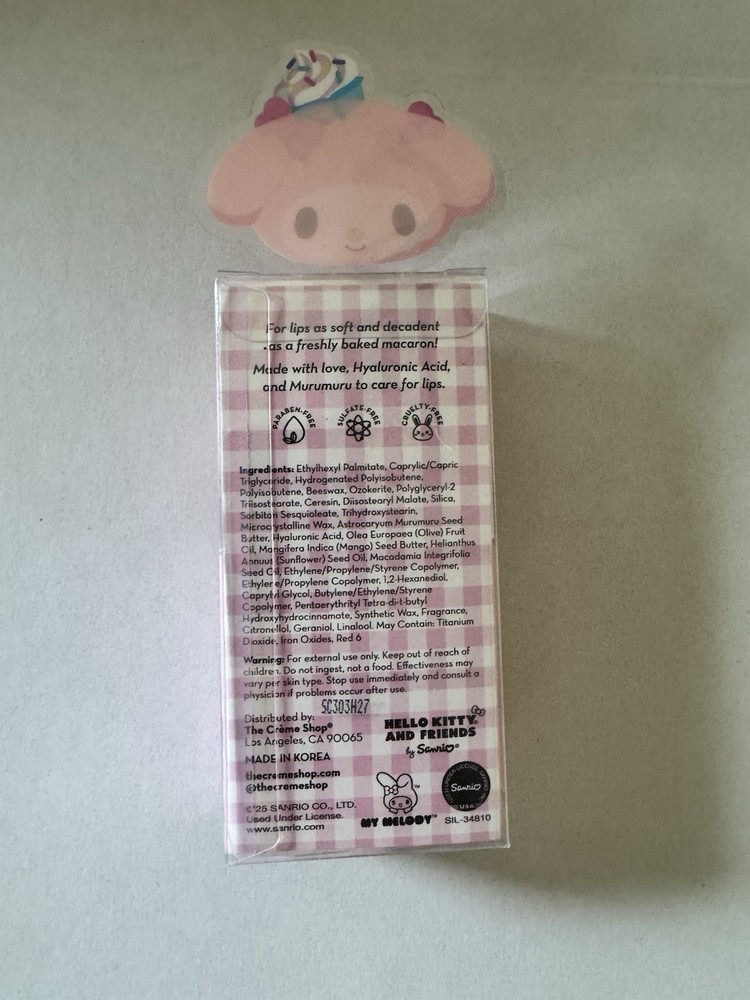 For lips as soft and decadent
as a freshly baked macaron!
Made with love, Hyaluronic Acid,
and Murumuru to care for lips.
PARABEN-FREE
SULFATE-FREE
CRUELTY-FREE
Ingredients: Ethylhexyl Palmitate, Caprylic/Capric
Triglyceride, Hydrogenated Polyisobutene,
Polyisobutene, Beeswax, Ozokerite, Polyglyceryl-2
Triisostearate, Ceresin, Diisostearyl Malate, Silica,
Sorbitan Sesquioleate, Trihydroxystearin,
Microcrystalline Wax, Astrocaryum Murumuru Seed
Butter, Hyaluronic Acid, Olea Europaea (Olive) Fruit
Oil, Mangifera Indica (Mango) Seed Butter, Helianthus
Annuus (Sunflower) Seed Oil, Macadamia Integrifolia
Seed Oil, Ethylene/Propylene/Styrene Copolymer,
Ethylene/Propylene Copolymer, 1,2-Hexanediol,
Caprylyl Glycol, Butylene/Ethylene/Styrene
Copolymer, Pentaerythrityl Tetra-di-t-butyl
Hydroxyhydrocinnamate, Synthetic Wax, Fragrance,
Citronellol, Geraniol, Linalool. May Contain: Titanium
Dioxide, Iron Oxides, Red 6
Warning: For external use only. Keep out of reach of
children. Do not ingest, not a food. Effectiveness may
vary per skin type. Stop use immediately and consult a
physician if problems occur after use.
SC303H27
Distributed by:
The Crème Shop®
Los Angeles, CA 90065
MADE IN KOREA
thecremeshop.com
@thecremeshop
©'25 SANRIO CO., LTD.
Used Under License.
www.sanrio.com
HELLO KITTY®
AND FRIENDS
by Sanrio®
MY MELODY™
Sanrio
USA
SIL-34810